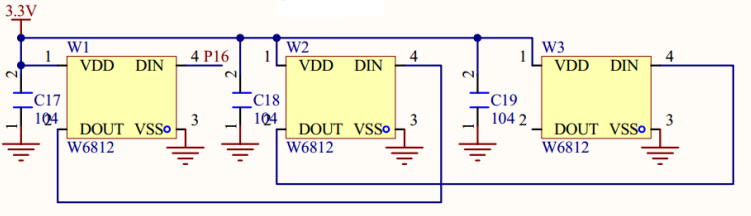 3.3V
W1
1 VDD DIN 4 P16
2
C17
104
1
2 DOUT VSS 3
W6812
W2
1 VDD DIN 4
2
C18
104
1
2 DOUT VSS 3
W6812
W3
1 VDD DIN 4
2
C19
104
1
2 DOUT VSS 3
W6812